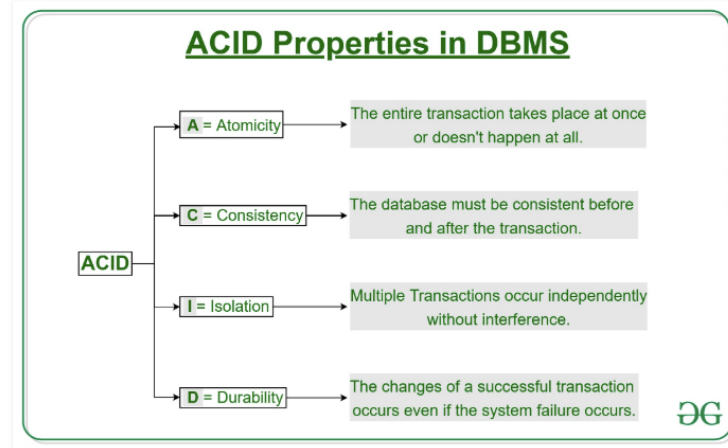 ACID Properties in DBMS
ACID
A = Atomicity
The entire transaction takes place at once
or doesn't happen at all.
C = Consistency
The database must be consistent before
and after the transaction.
I = Isolation
Multiple Transactions occur independently
without interference.
D = Durability
The changes of a successful transaction
occurs even if the system failure occurs.